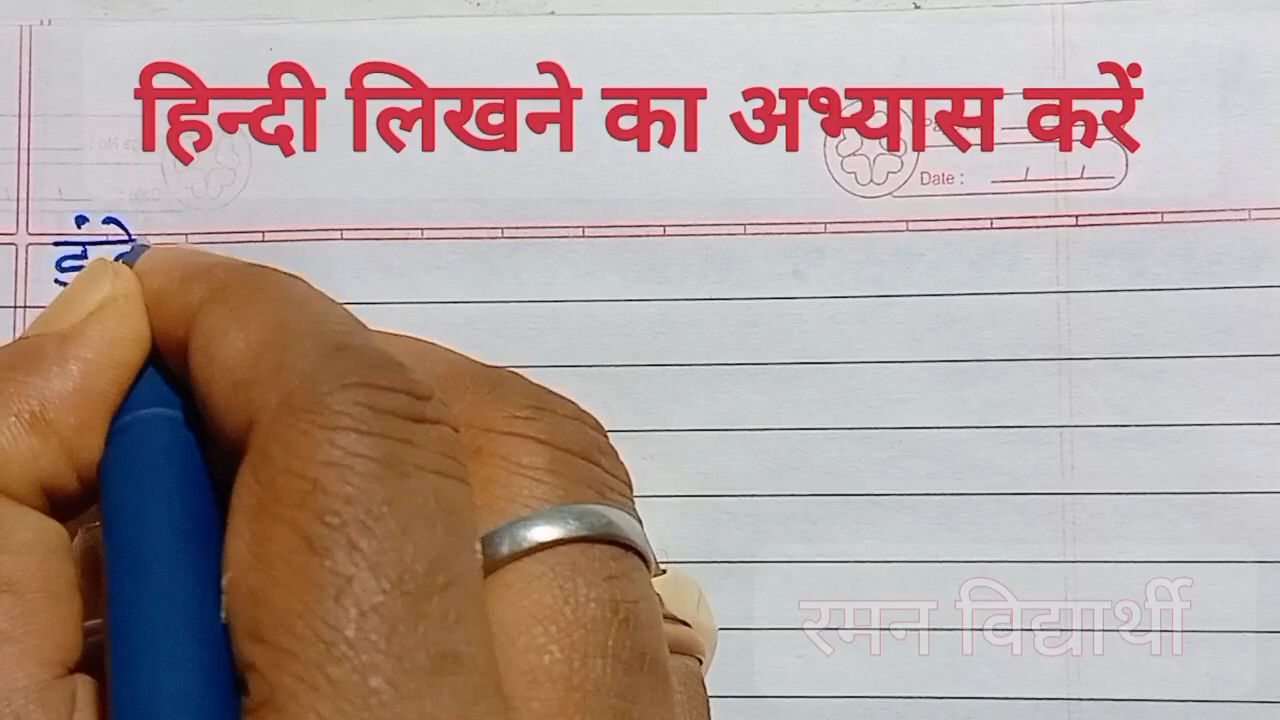 हिन्दी लिखने का अभ्यास करें
Date :
रमन विद्यार्थी